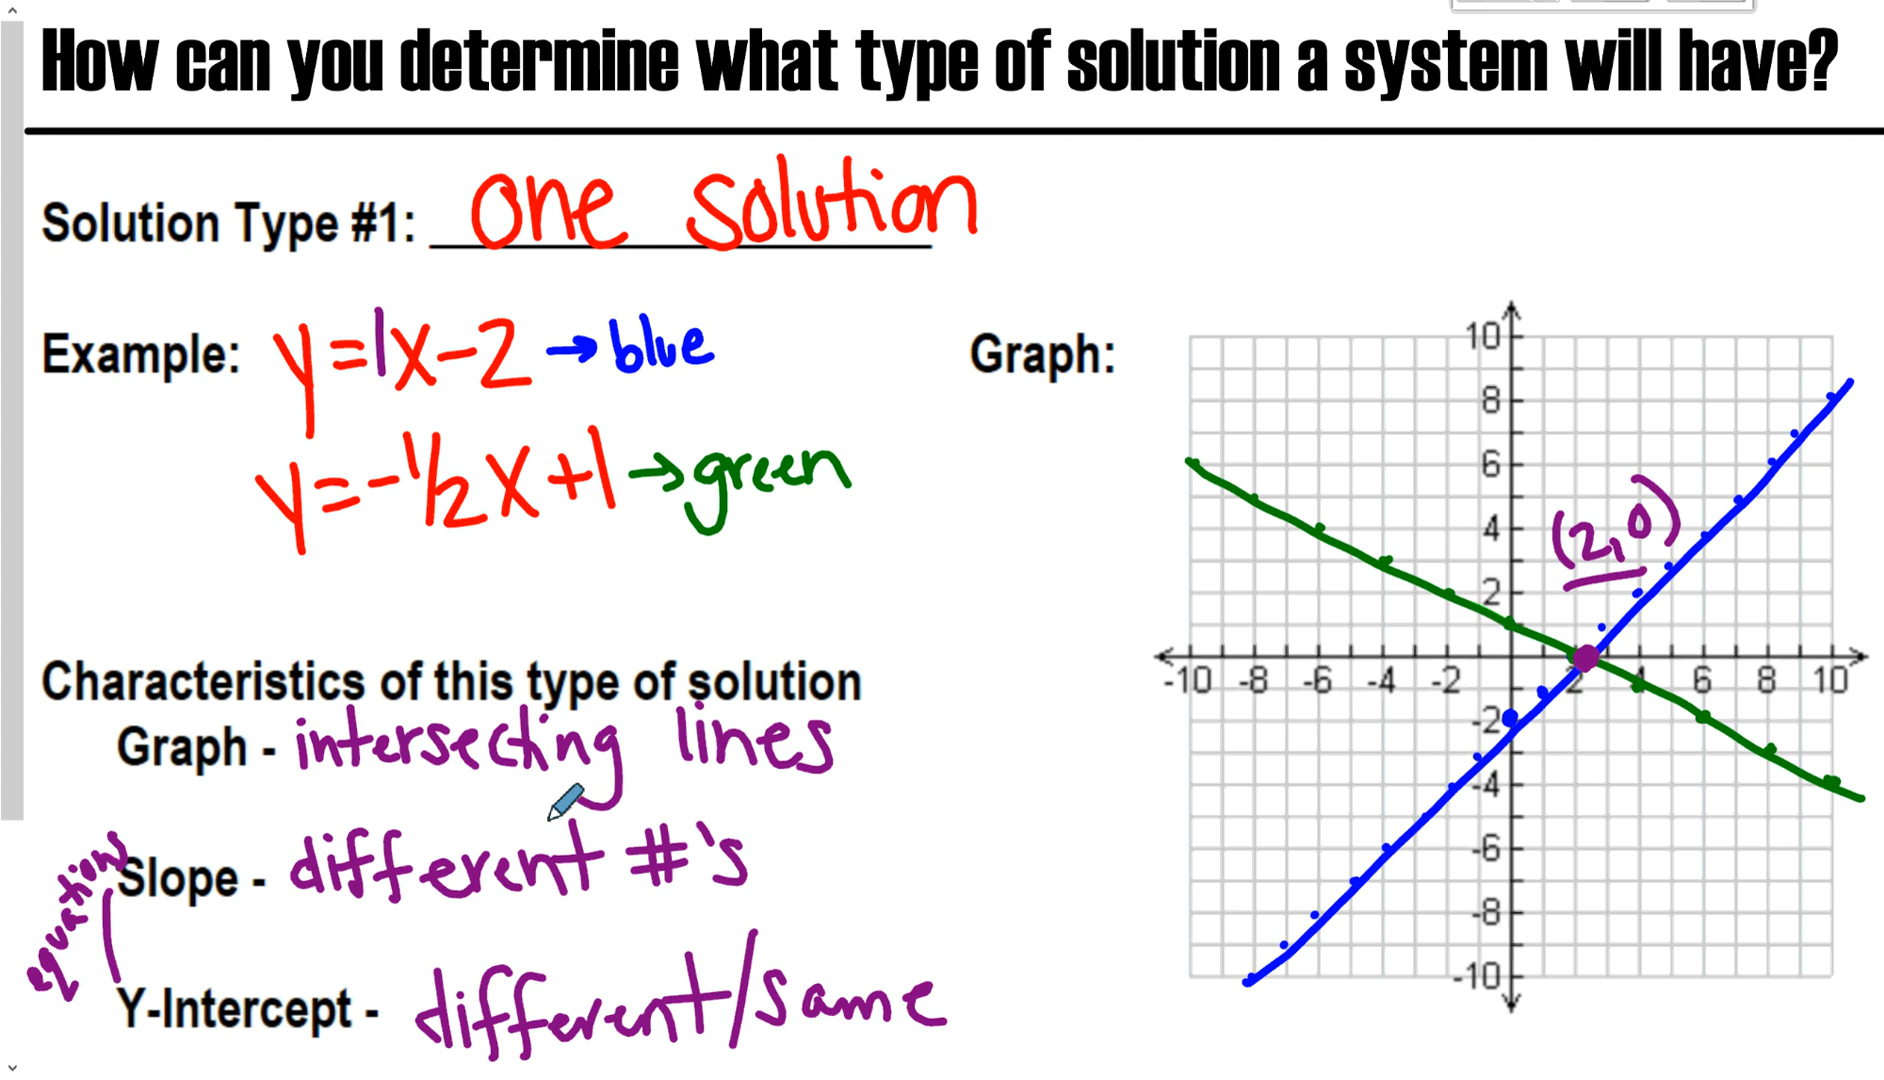 How can you determine what type of solution a system will have?
Solution Type #1: one solution
Example: y=1x-2 →blue
y=-1/2x+1→green
Graph:
10
8
6
4
2
-10 -8 -6 -4 -2 2 4 6 8 10
-2
-4
-6
-8
-10
(2,0)
Characteristics of this type of solution
Graph - intersecting lines
equations
Slope - different #'s
Y-Intercept - different/same